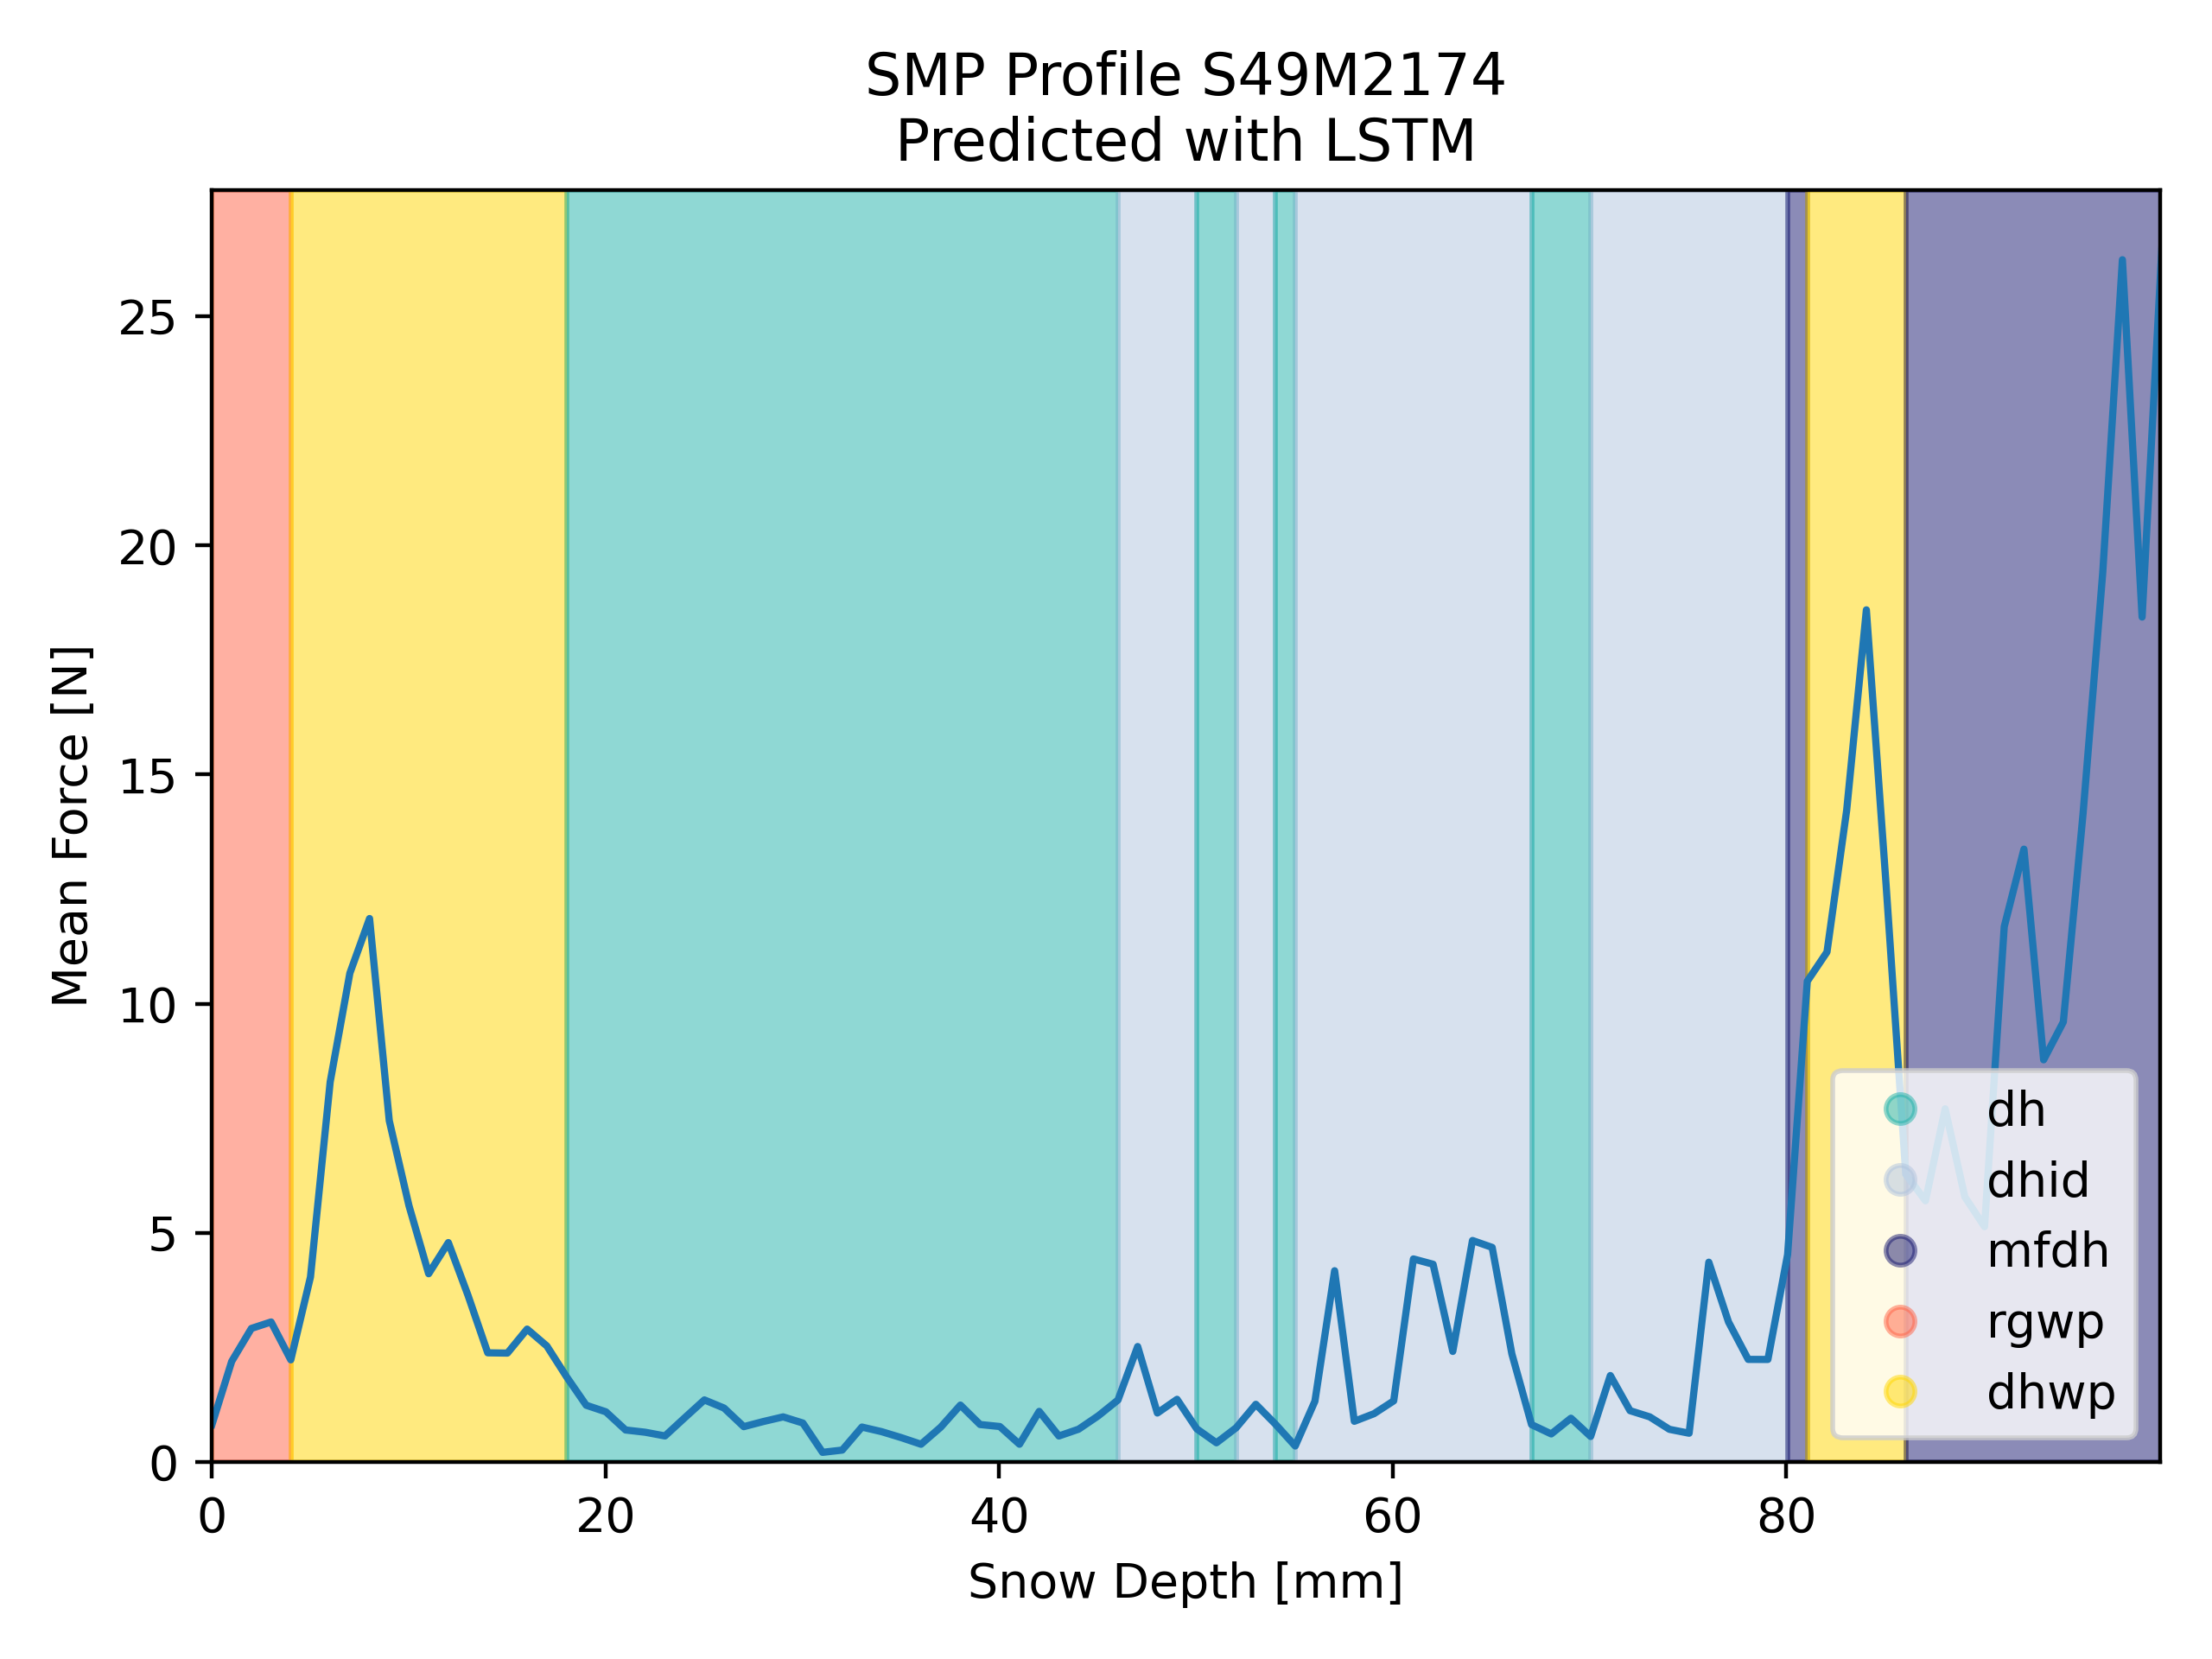 SMP Profile S49M2174
Predicted with LSTM
Mean Force [N]
25
20
15
10
5
0
dh
dhid
mfdh
rgwp
dhwp
0 20 40 60 80
Snow Depth [mm]